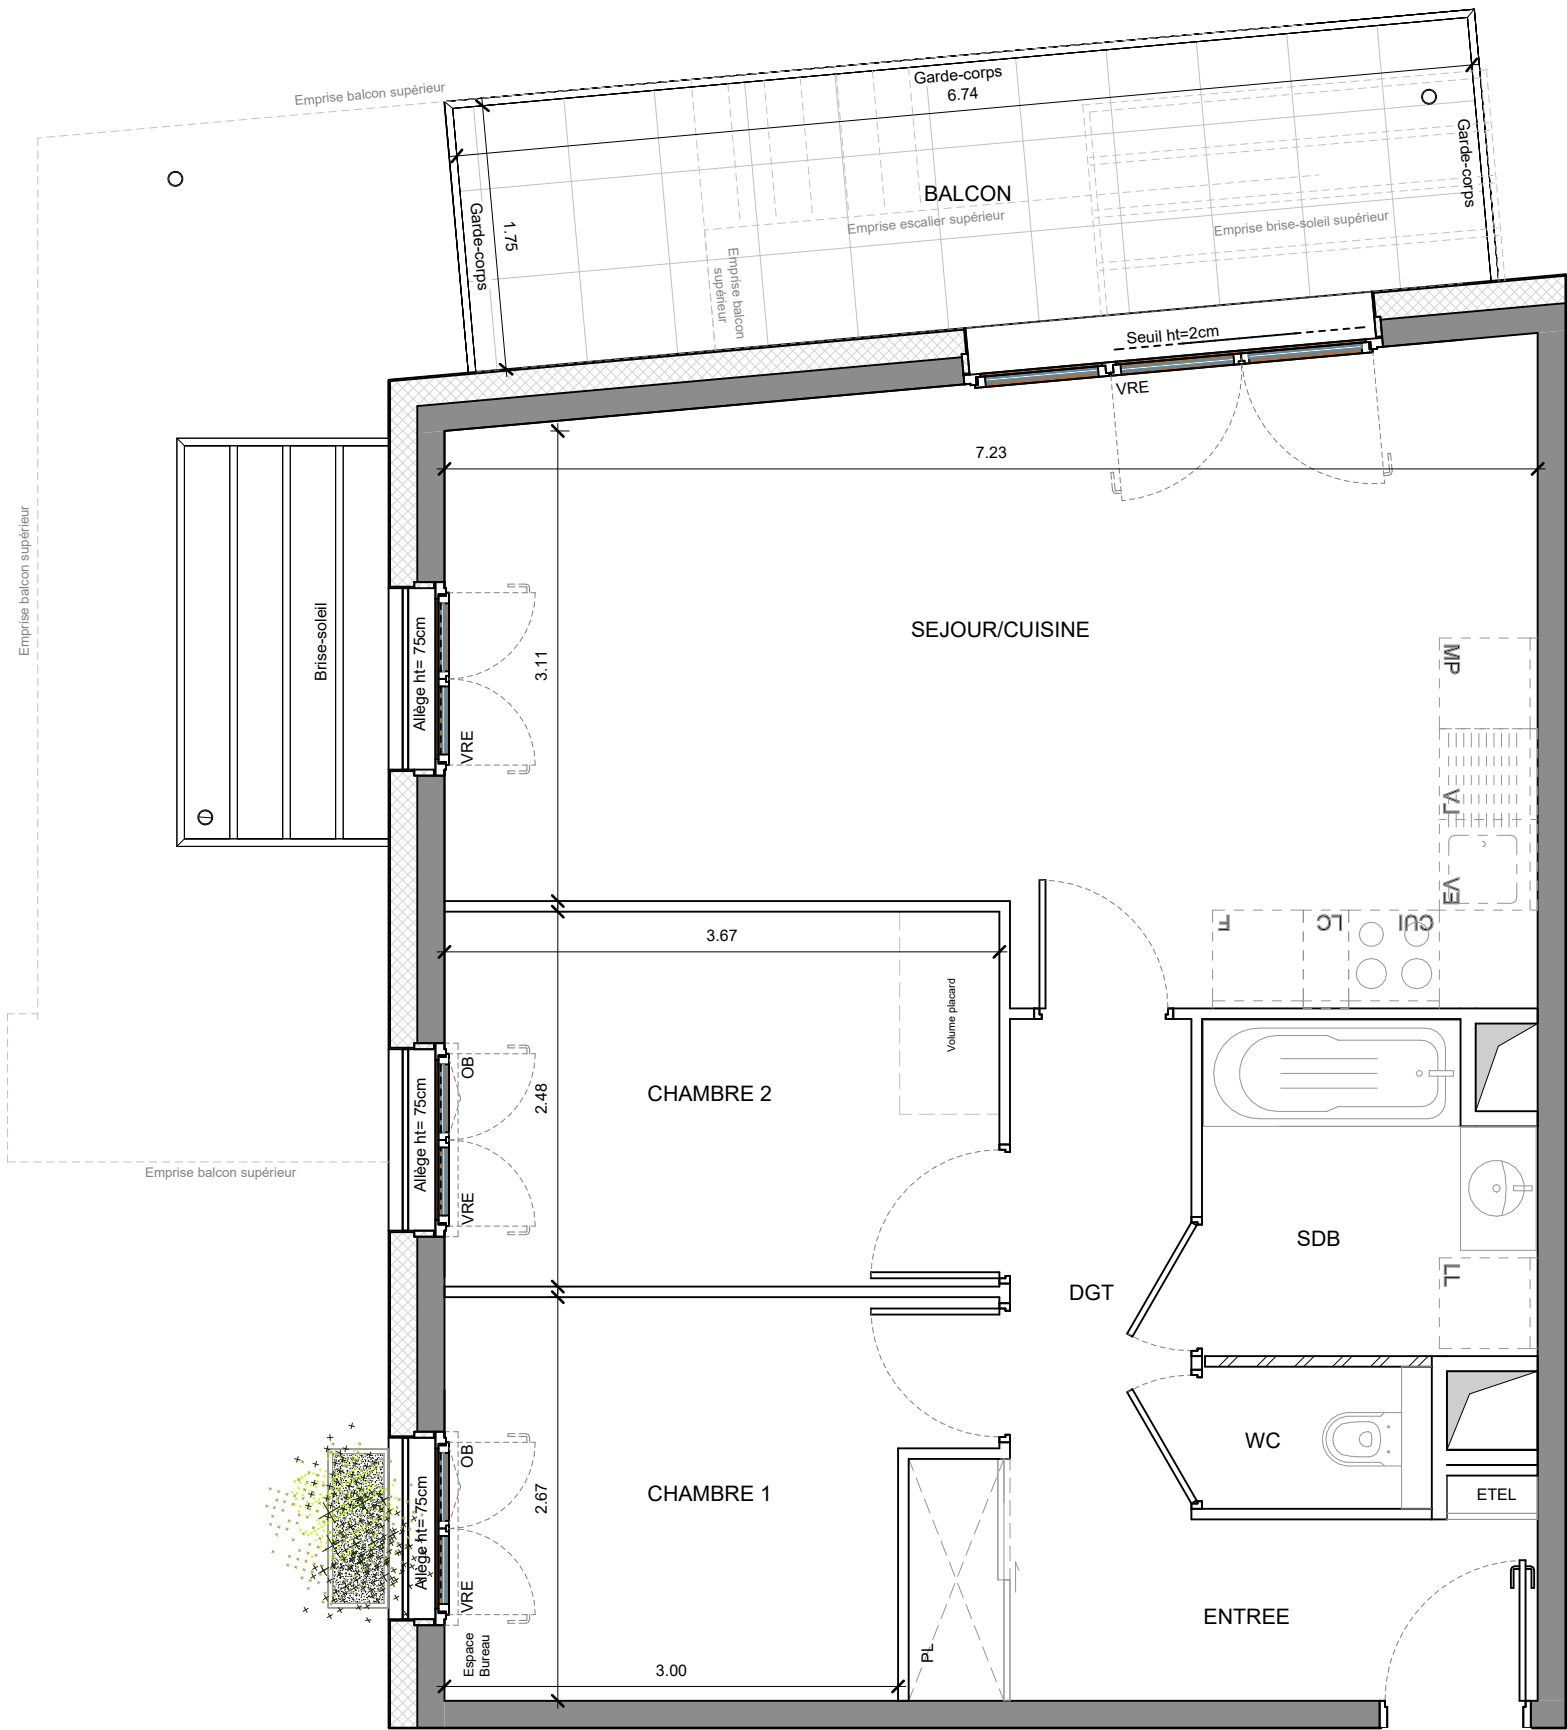 Emprise balcon supérieur
Garde-corps
6.74
Garde-corps
Garde-corps
1.75
BALCON
Emprise escalier supérieur
Emprise brise-soleil supérieur
Emprise balcon
supérieur
Seuil ht=2cm
VRE
7.23
Emprise balcon supérieur
Brise-soleil
Allège ht= 75cm
VRE
3.11
SEJOUR/CUISINE
MP
LV
EV
F
LC
CUI
3.67
Volume placard
OB
Allège ht= 75cm
VRE
2.48
CHAMBRE 2
Emprise balcon supérieur
SDB
LL
DGT
OB
Allège ht= 75cm
VRE
2.67
CHAMBRE 1
WC
ETEL
Espace
Bureau
3.00
PL
ENTREE